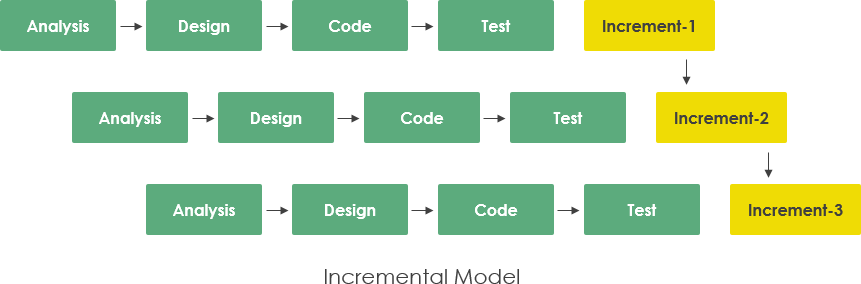 Analysis Design Code Test Increment-1
Analysis Design Code Test Increment-2
Analysis Design Code Test Increment-3
Incremental Model